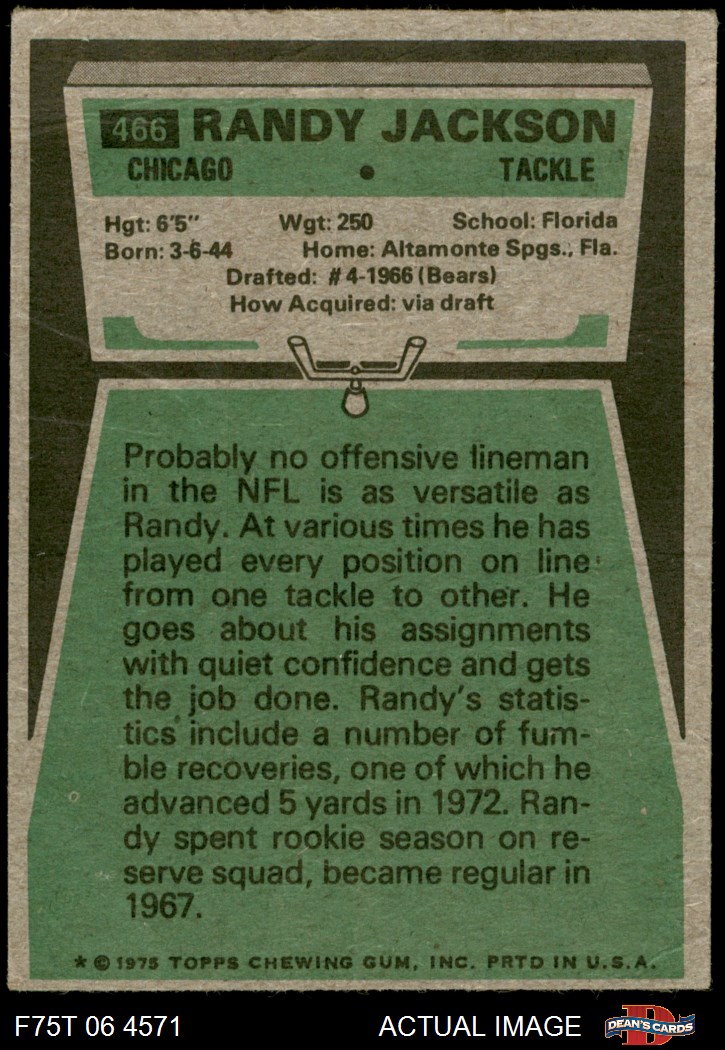 466 RANDY JACKSON
CHICAGO • TACKLE
Hgt: 6'5" Wgt: 250 School: Florida
Born: 3-6-44 Home: Altamonte Spgs., Fla.
Drafted: #4-1966 (Bears)
How Acquired: via draft
Probably no offensive lineman
in the NFL is as versatile as
Randy. At various times he has
played every position on line
from one tackle to other. He
goes about his assignments
with quiet confidence and gets
the job done. Randy's statis-
tics include a number of fum-
ble recoveries, one of which he
advanced 5 yards in 1972. Ran-
dy spent rookie season on re-
serve squad, became regular in
1967.
* © 1975 TOPPS CHEWING GUM, INC. PRTD IN U.S.A.
F75T 06 4571 ACTUAL IMAGE D DEAN'S CARDS